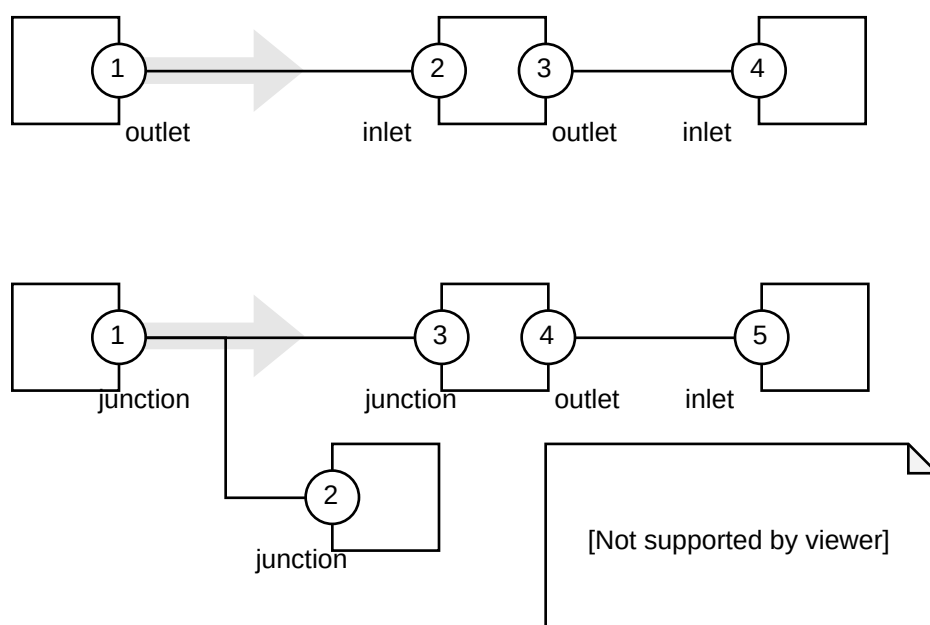 1
2
3
4
outlet
inlet
outlet
inlet
1
3
4
5
junction
junction
outlet
inlet
2
junction
[Not supported by viewer]